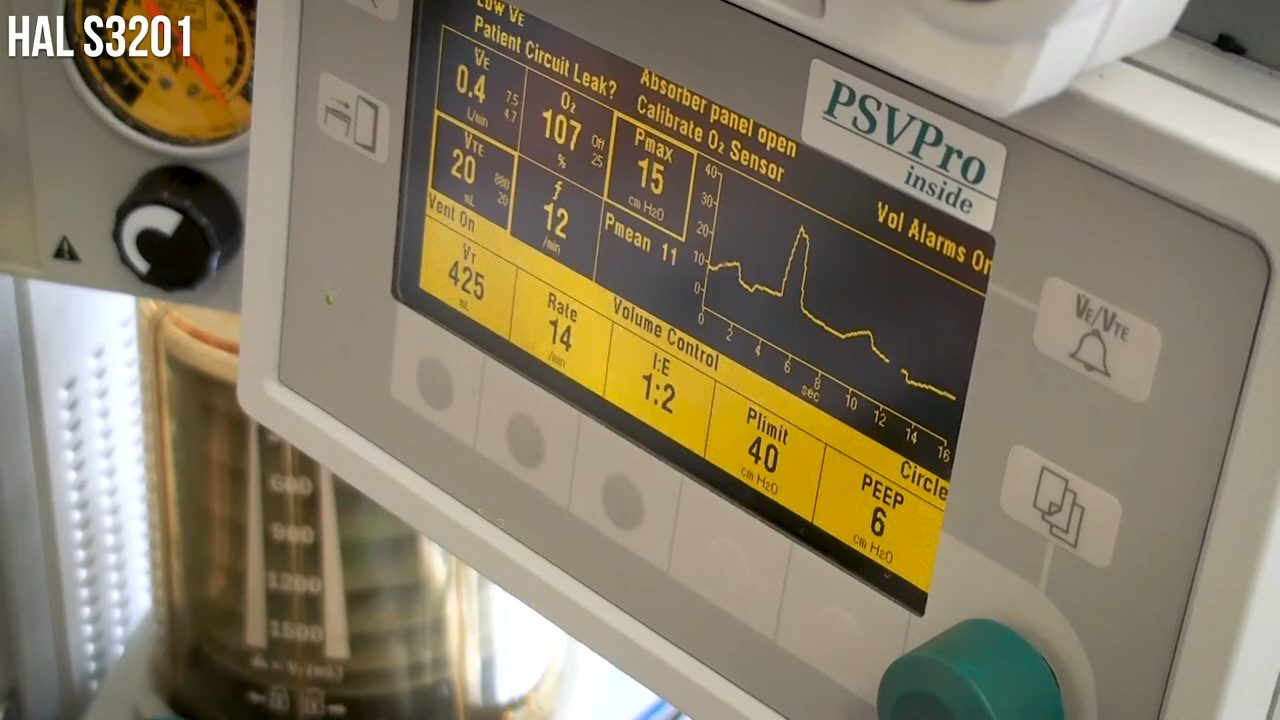 HAL S3201
Low V̇E
Patient Circuit Leak?
Absorber panel open
Calibrate O₂ Sensor
Vol Alarms On
V̇E
0.4
L/min
7.5
4.7
O₂
107
%
Off
25
Pmax
15
cm H₂O
VTE
20
mL
880
20
f
12
/min
Pmean 11
40
30
20
10
0
0 2 4 6 8 10 12 14 16
sec
Vent On
Volume Control
Circle
VT
425
mL
Rate
14
/min
I:E
1:2
Plimit
40
cm H₂O
PEEP
6
cm H₂O
PSVPro
inside
V̇E/VTE
600
900
1200
1500